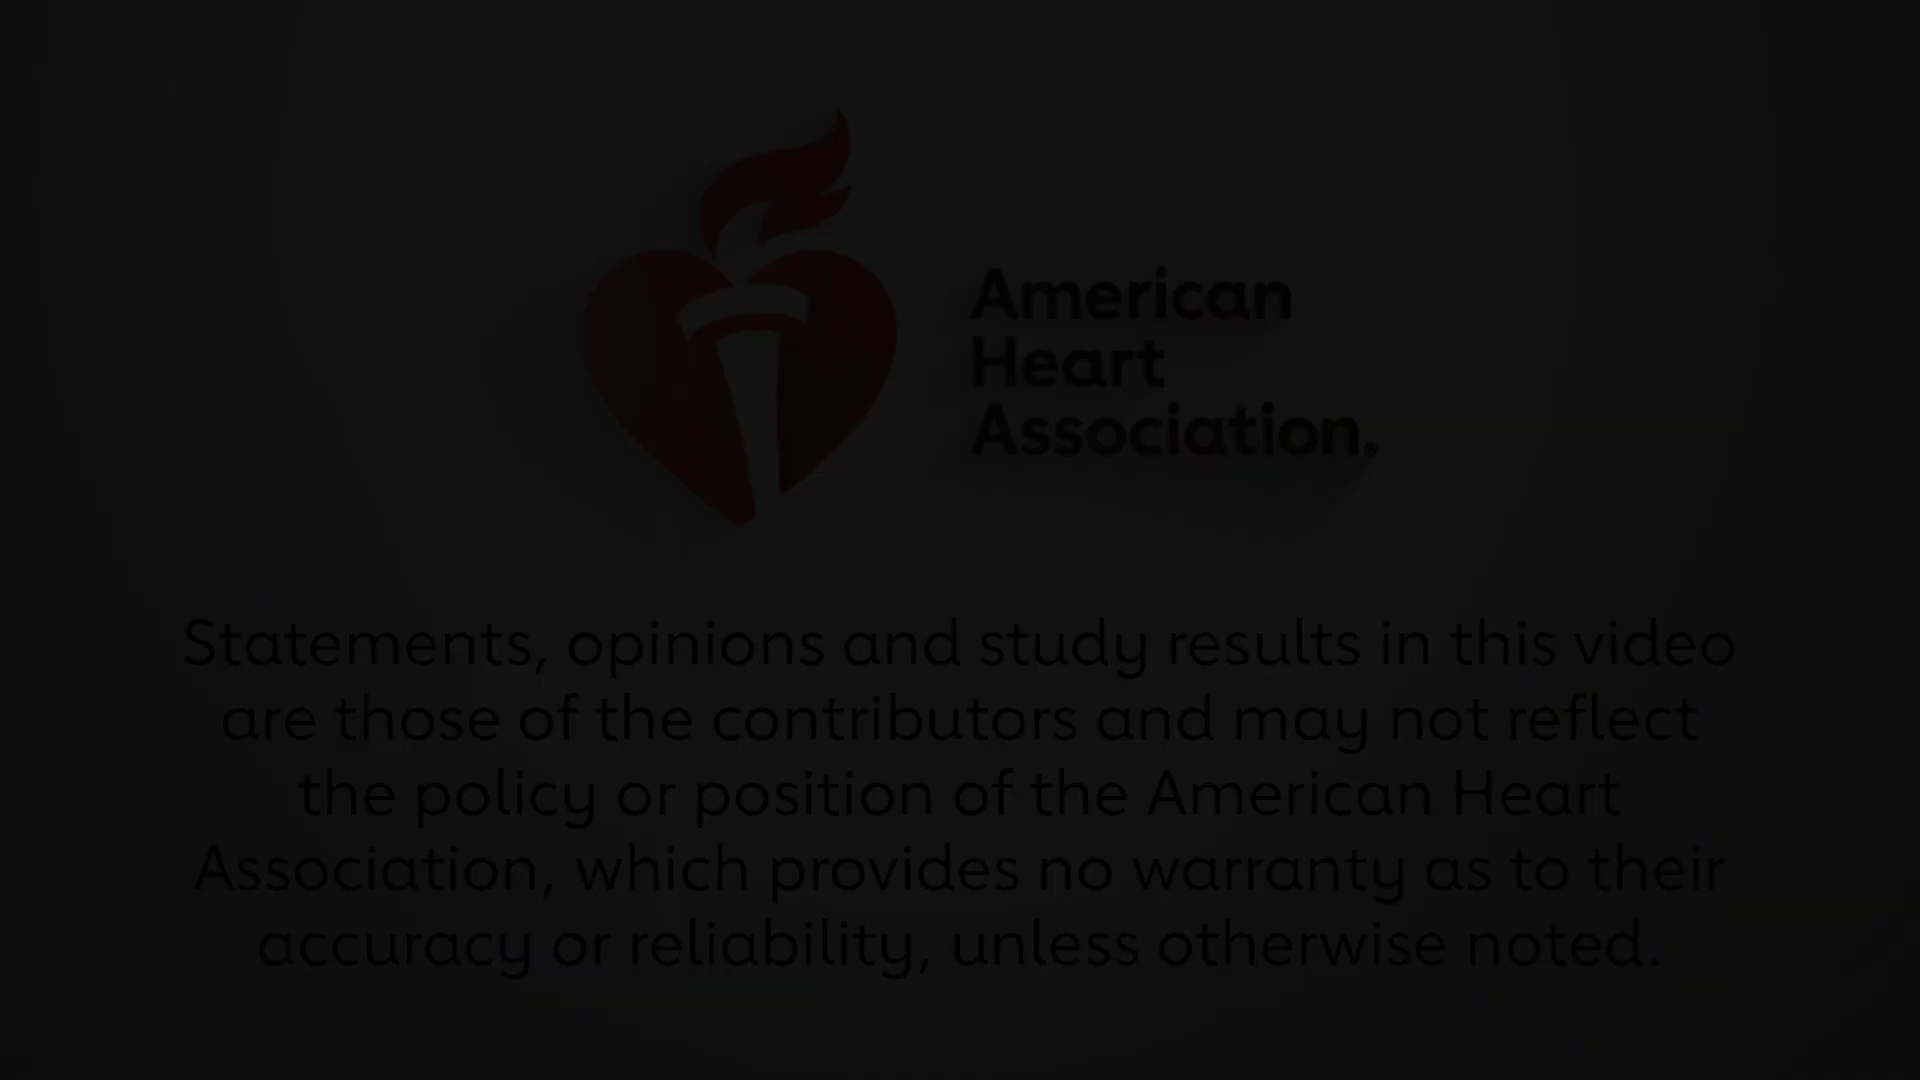 American
Heart
Association.
Statements, opinions and study results in this video
are those of the contributors and may not reflect
the policy or position of the American Heart
Association, which provides no warranty as to their
accuracy or reliability, unless otherwise noted.